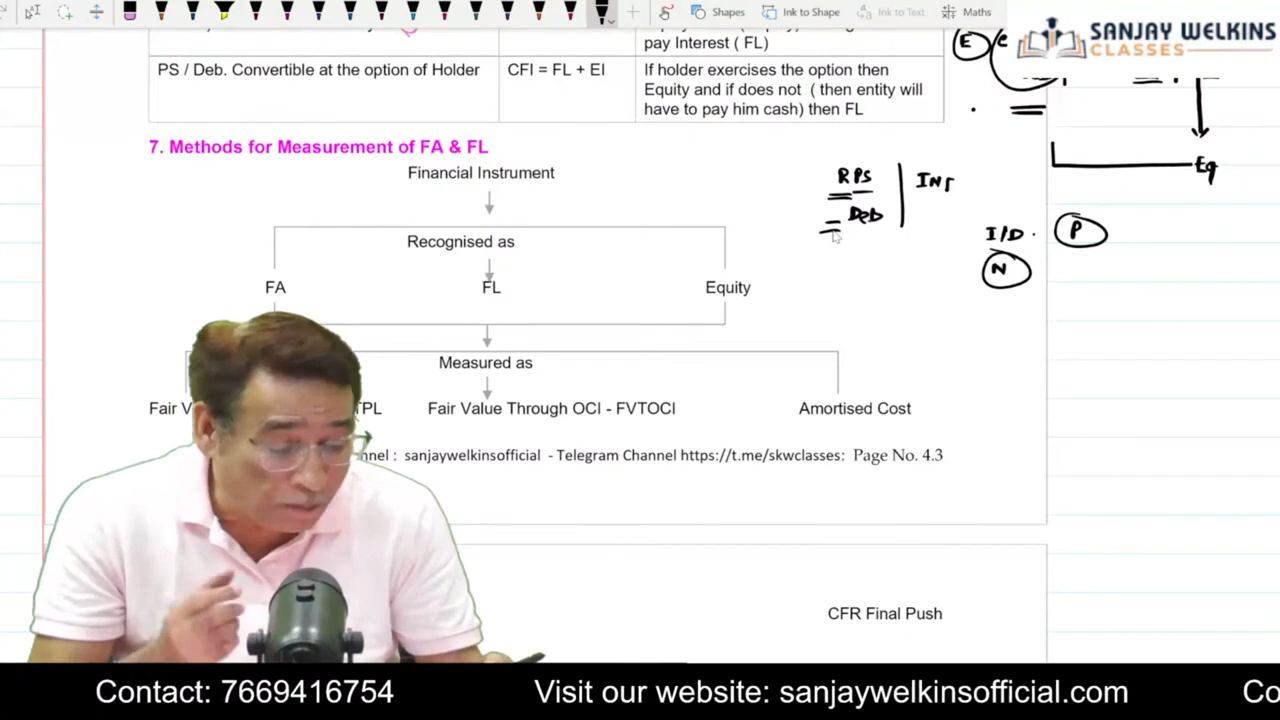 Shapes Ink to Shape Ink to Text Maths
SANJAY WELKINS
CLASSES
pay Interest ( FL)
E
PS / Deb. Convertible at the option of Holder CFI = FL + EI If holder exercises the option then
Equity and if does not ( then entity will
have to pay him cash) then FL
Eq
7. Methods for Measurement of FA & FL
Financial Instrument
RPS INT
Deb
I/D. P
N
Recognised as
FA FL Equity
Measured as
Fair V TPL Fair Value Through OCI - FVTOCI Amortised Cost
nnel : sanjaywelkinsofficial - Telegram Channel https://t.me/skwclasses: Page No. 4.3
CFR Final Push
Contact: 7669416754 Visit our website: sanjaywelkinsofficial.com Co